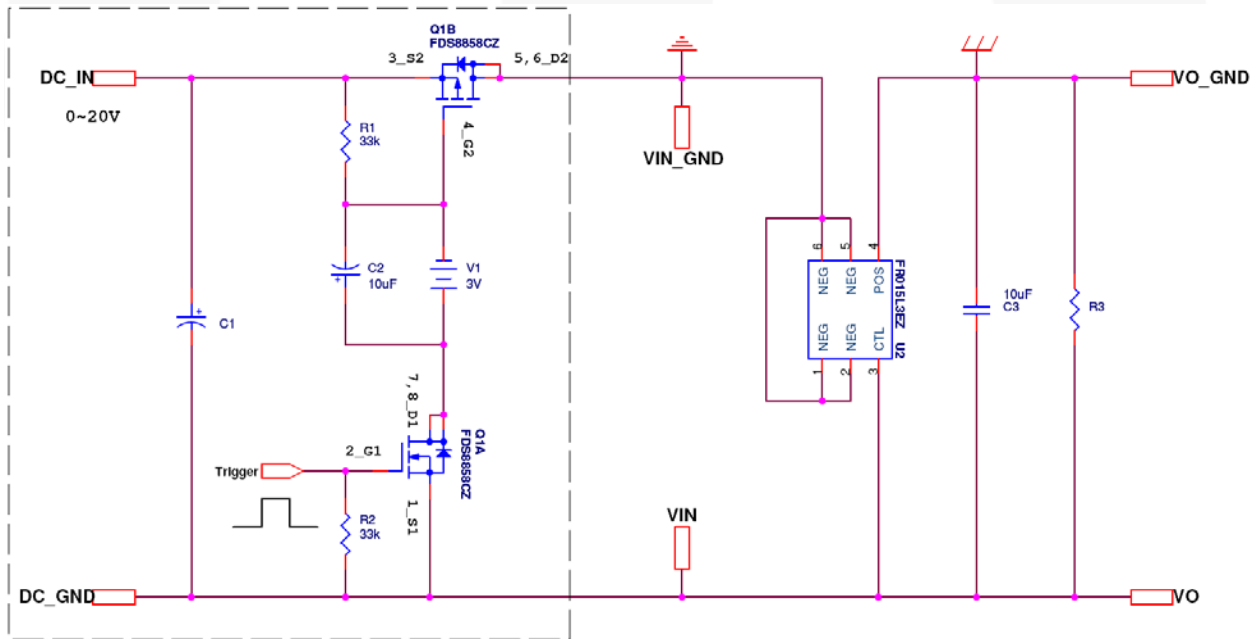 Q1B
FDS8858CZ
3_S2
5,6_D2
DC_IN
0~20V
VO_GND
R1
33k
4_G2
VIN_GND
C2
10uF
V1
3V
6
5
4
NEG
NEG
POS
FR015L3EZ
U2
NEG
NEG
CTL
1
2
3
10uF
C3
R3
C1
7,8_D1
2_G1
Q1A
FDS8858CZ
Trigger
1_S1
R2
33k
VIN
DC_GND
VO